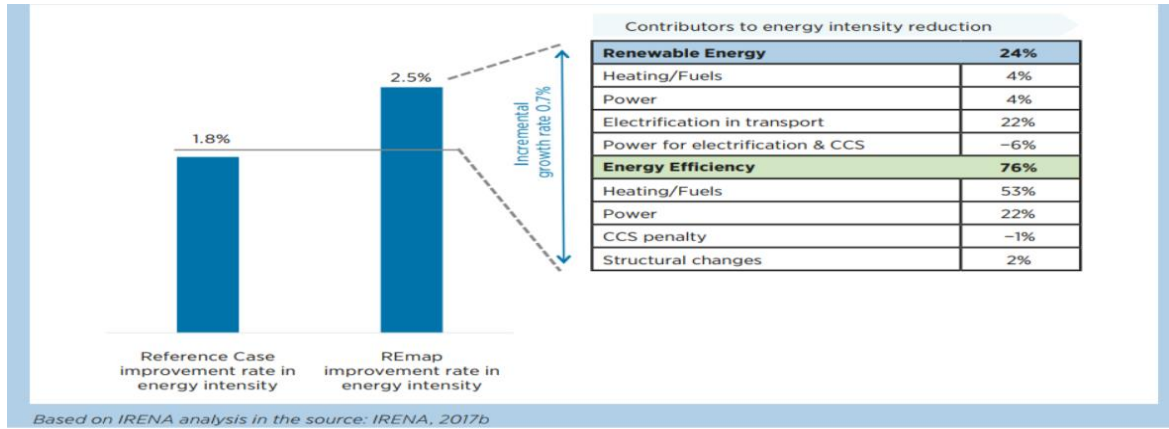 Contributors to energy intensity reduction
Renewable Energy 24%
Heating/Fuels 4%
Power 4%
Electrification in transport 22%
Power for electrification & CCS −6%
Energy Efficiency 76%
Heating/Fuels 53%
Power 22%
CCS penalty −1%
Structural changes 2%
2.5%
1.8%
Incremental
growth rate 0.7%
Reference Case
improvement rate in
energy intensity
REmap
improvement rate in
energy intensity
Based on IRENA analysis in the source: IRENA, 2017b